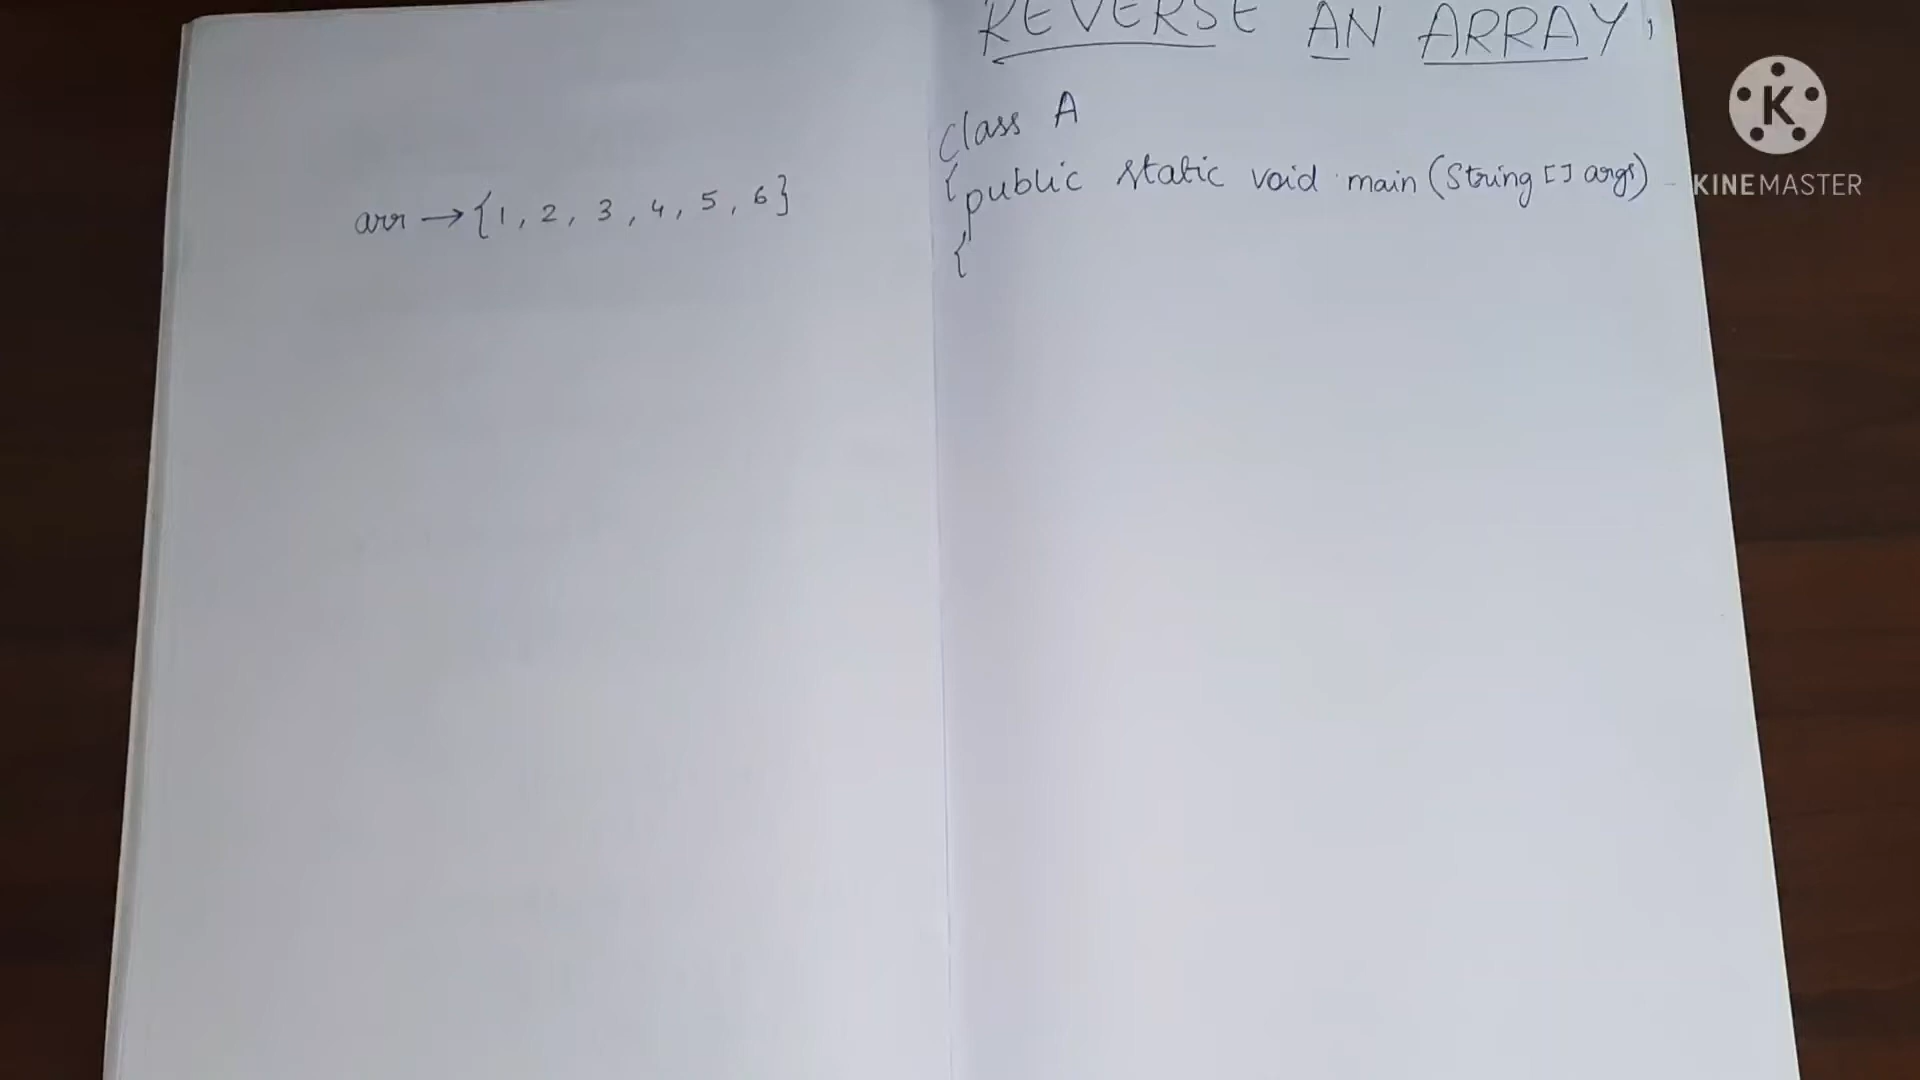 REVERSE AN ARRAY,
arr → {1, 2, 3, 4, 5, 6}
Class A
{public static void main (String [] args)
{
K
KINEMASTER